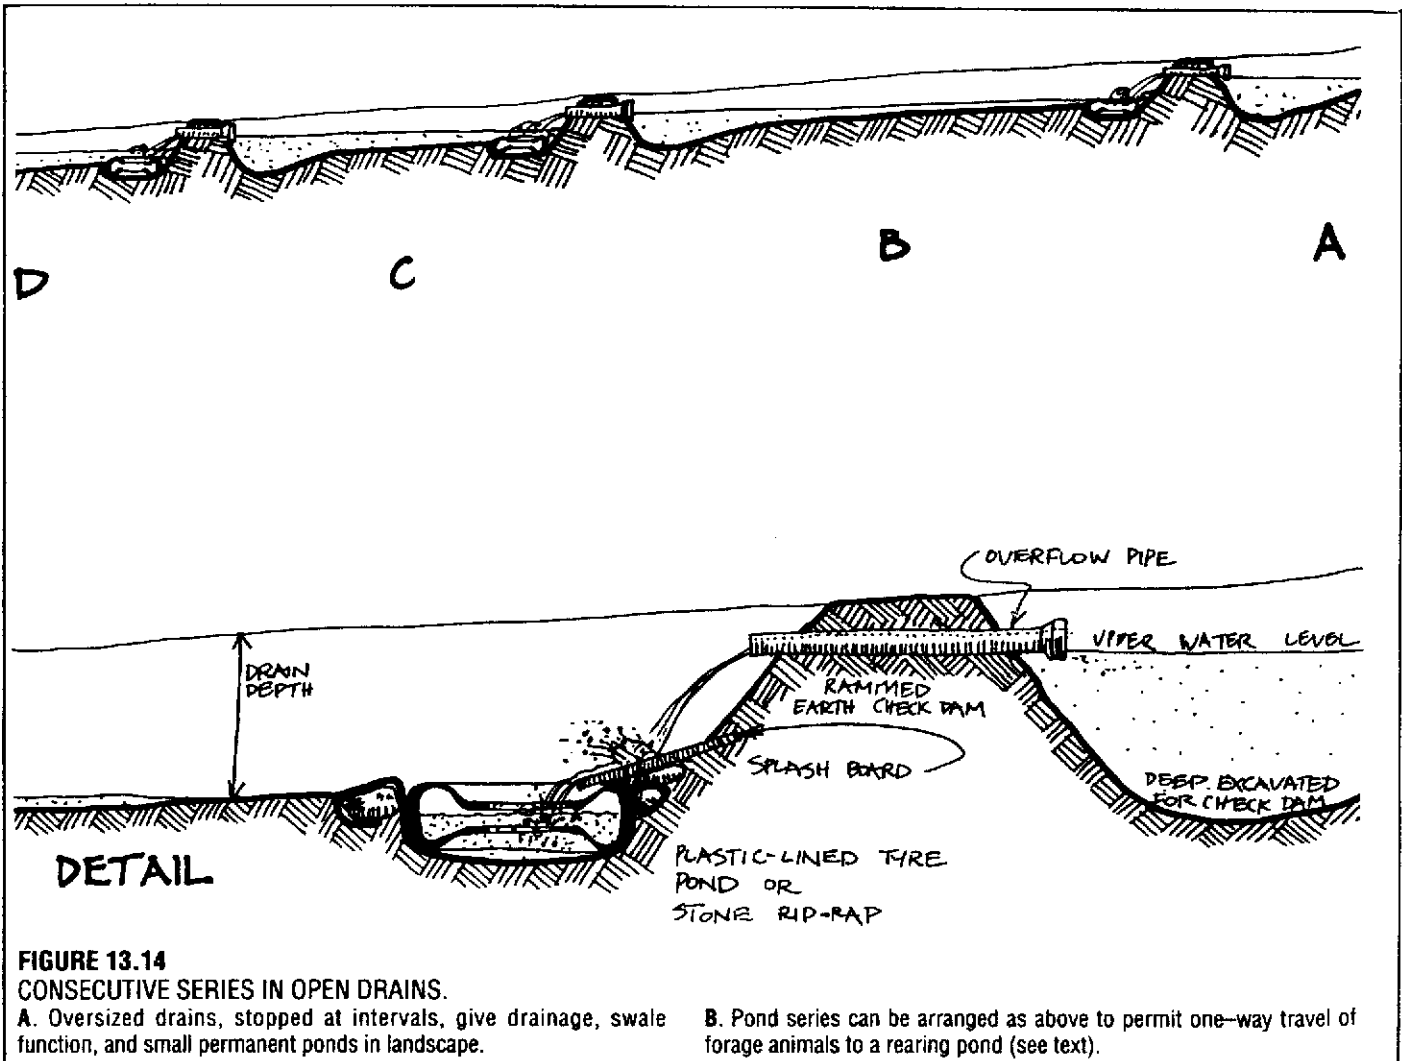 D
C
B
A
OVERFLOW PIPE
UPPER WATER LEVEL
DRAIN
DEPTH
RAMMED
EARTH CHECK DAM
SPLASH BOARD
DEEP. EXCAVATED
FOR CHECK DAM
DETAIL
PLASTIC-LINED TYRE
POND OR
STONE RIP-RAP
FIGURE 13.14
CONSECUTIVE SERIES IN OPEN DRAINS.
A. Oversized drains, stopped at intervals, give drainage, swale
function, and small permanent ponds in landscape.
B. Pond series can be arranged as above to permit one–way travel of
forage animals to a rearing pond (see text).